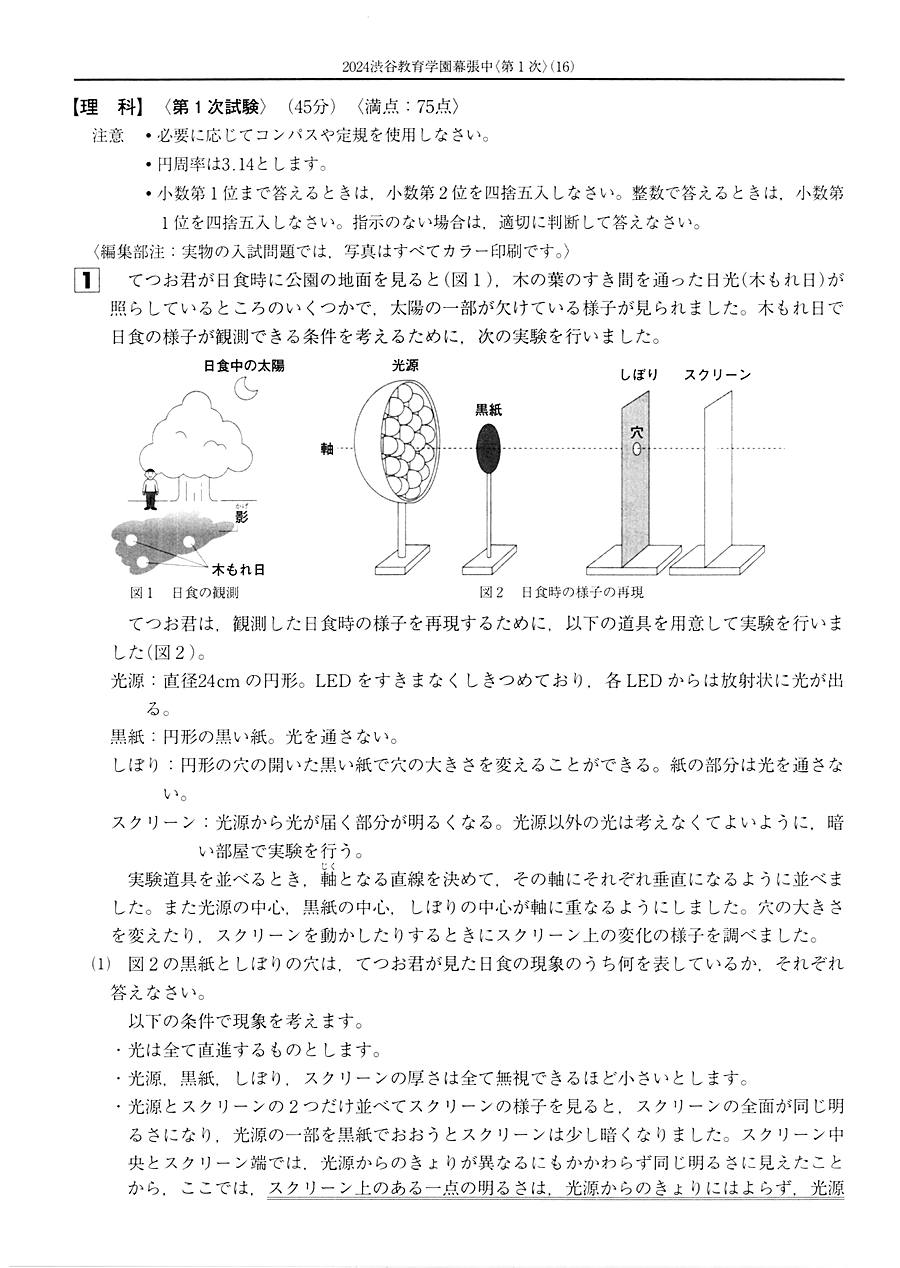 2024渋谷教育学園幕張中〈第1次〉(16)
【理 科】〈第1次試験〉(45分)〈満点：75点〉
注意 •必要に応じてコンパスや定規を使用しなさい。
•円周率は3.14とします。
•小数第1位まで答えるときは，小数第2位を四捨五入しなさい。整数で答えるときは，小数第
1位を四捨五入しなさい。指示のない場合は，適切に判断して答えなさい。
〈編集部注：実物の入試問題では，写真はすべてカラー印刷です。〉
1 てつお君が日食時に公園の地面を見ると(図1)，木の葉のすき間を通った日光(木もれ日)が
照らしているところのいくつかで，太陽の一部が欠けている様子が見られました。木もれ日で
日食の様子が観測できる条件を考えるために，次の実験を行いました。
日食中の太陽
かげ
影
木もれ日
図1 日食の観測
光源
黒紙
しぼり
スクリーン
軸
穴
図2 日食時の様子の再現
てつお君は，観測した日食時の様子を再現するために，以下の道具を用意して実験を行いま
した(図2)。
光源：直径24cmの円形。LEDをすきまなくしきつめており，各LEDからは放射状に光が出
る。
黒紙：円形の黒い紙。光を通さない。
しぼり：円形の穴の開いた黒い紙で穴の大きさを変えることができる。紙の部分は光を通さな
い。
スクリーン：光源から光が届く部分が明るくなる。光源以外の光は考えなくてよいように，暗
い部屋で実験を行う。
じく
実験道具を並べるとき，軸となる直線を決めて，その軸にそれぞれ垂直になるように並べま
した。また光源の中心，黒紙の中心，しぼりの中心が軸に重なるようにしました。穴の大きさ
を変えたり，スクリーンを動かしたりするときにスクリーン上の変化の様子を調べました。
(1) 図2の黒紙としぼりの穴は，てつお君が見た日食の現象のうち何を表しているか，それぞれ
答えなさい。
以下の条件で現象を考えます。
・光は全て直進するものとします。
・光源，黒紙，しぼり，スクリーンの厚さは全て無視できるほど小さいとします。
・光源とスクリーンの2つだけ並べてスクリーンの様子を見ると，スクリーンの全面が同じ明
るさになり，光源の一部を黒紙でおおうとスクリーンは少し暗くなりました。スクリーン中
央とスクリーン端では，光源からのきょりが異なるにもかかわらず同じ明るさに見えたこと
から，ここでは，スクリーン上のある一点の明るさは，光源からのきょりにはよらず，光源